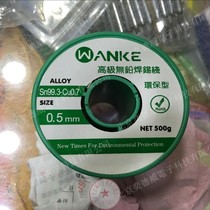 WANKE
高級無鉛焊錫綫
環保型
ALLOY
Sn99.3-Cu0.7
SIZE
0.5mm
NET 500g
New Times For Environmental Protection